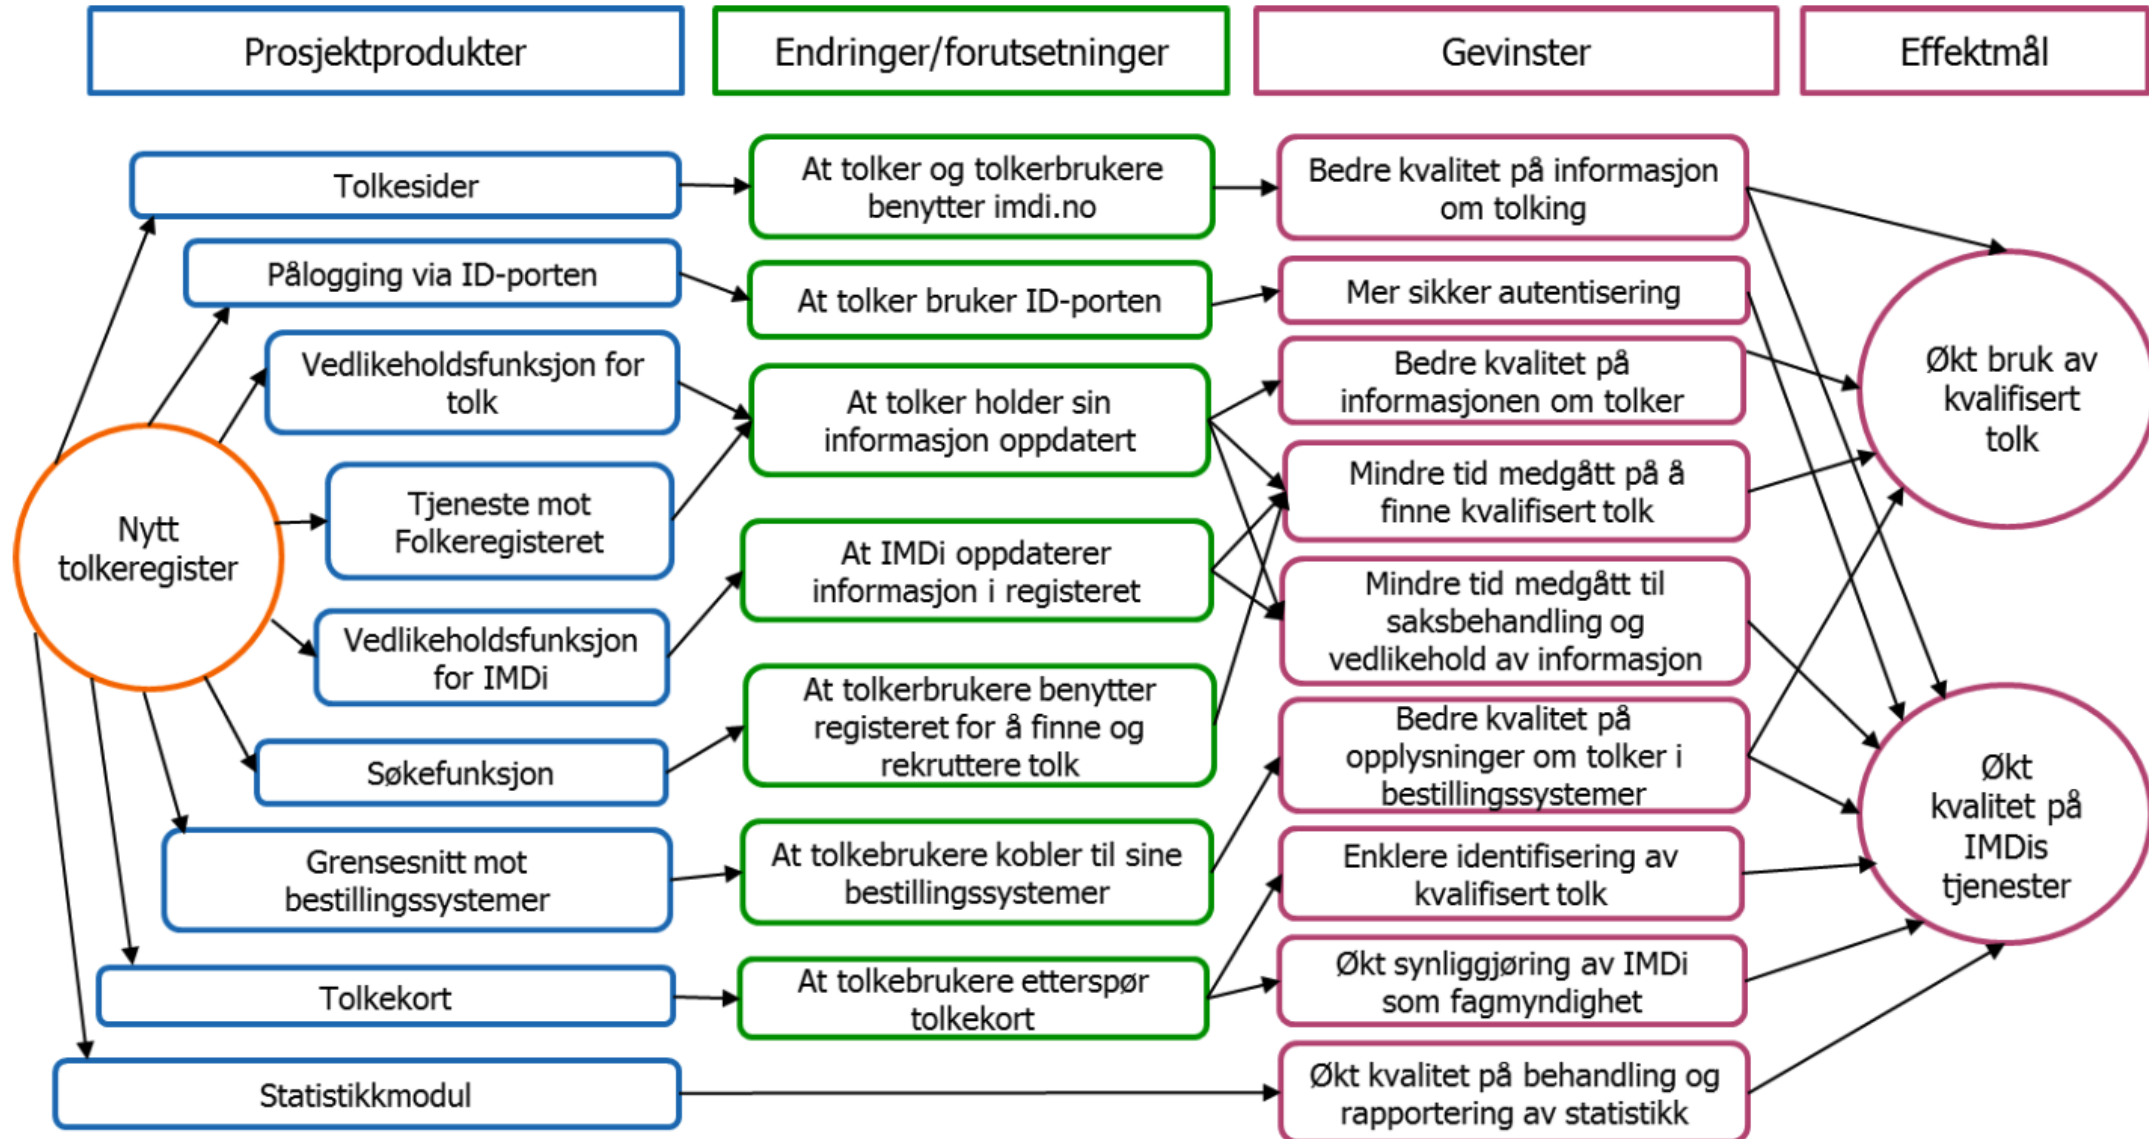 Prosjektprodukter
Endringer/forutsetninger
Gevinster
Effektmål
Nytt
tolkeregister
Tolkesider
Pålogging via ID-porten
Vedlikeholdsfunksjon for
tolk
Tjeneste mot
Folkeregisteret
Vedlikeholdsfunksjon
for IMDi
Søkefunksjon
Grensesnitt mot
bestillingssystemer
Tolkekort
Statistikkmodul
At tolker og tolkerbrukere
benytter imdi.no
At tolker bruker ID-porten
At tolker holder sin
informasjon oppdatert
At IMDi oppdaterer
informasjon i registeret
At tolkerbrukere benytter
registeret for å finne og
rekruttere tolk
At tolkebrukere kobler til sine
bestillingssystemer
At tolkebrukere etterspør
tolkekort
Bedre kvalitet på informasjon
om tolking
Mer sikker autentisering
Bedre kvalitet på
informasjonen om tolker
Mindre tid medgått på å
finne kvalifisert tolk
Mindre tid medgått til
saksbehandling og
vedlikehold av informasjon
Bedre kvalitet på
opplysninger om tolker i
bestillingssystemer
Enklere identifisering av
kvalifisert tolk
Økt synliggjøring av IMDi
som fagmyndighet
Økt kvalitet på behandling og
rapportering av statistikk
Økt bruk av
kvalifisert
tolk
Økt
kvalitet på
IMDis
tjenester